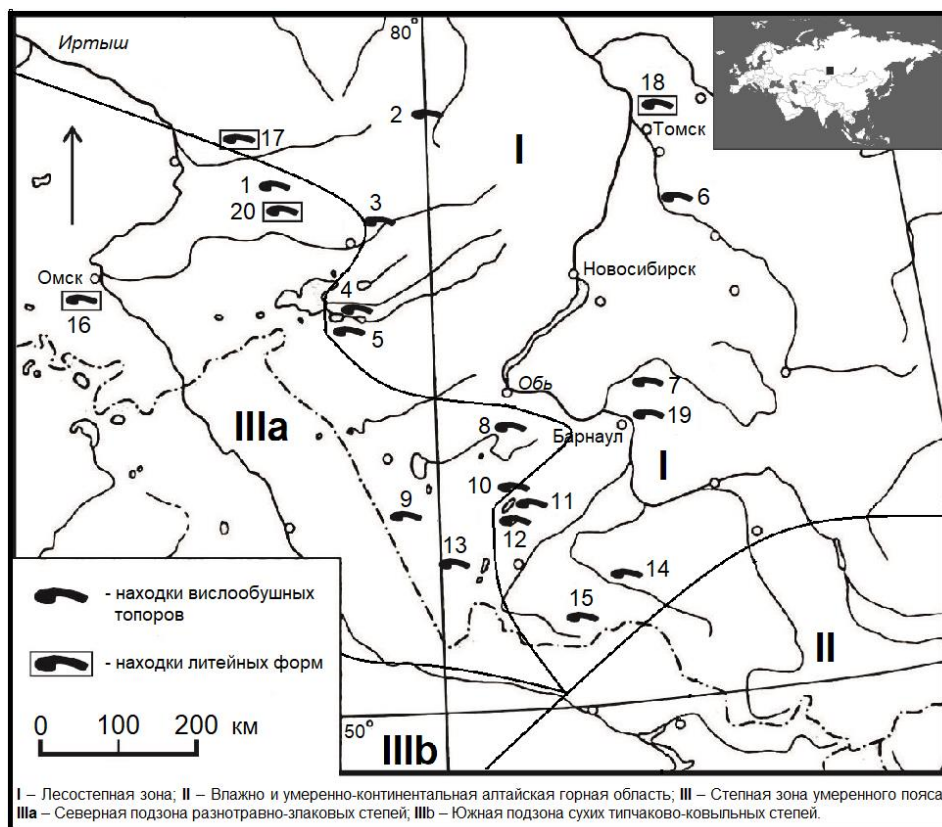 Иртыш
80°
18
2
I
Томск
17
1
6
3
20
Омск
Новосибирск
4
16
5
7
Обь
IIIa
19
8
Барнаул
I
10
11
9
12
13
14
- находки вислообушных
топоров
15
II
- находки литейных форм
0 100 200 км
50°
IIIb
I – Лесостепная зона; II – Влажно и умеренно-континентальная алтайская горная область; III – Степная зона умеренного пояса
IIIa – Северная подзона разнотравно-злаковых степей; IIIb – Южная подзона сухих типчаково-ковыльных степей.